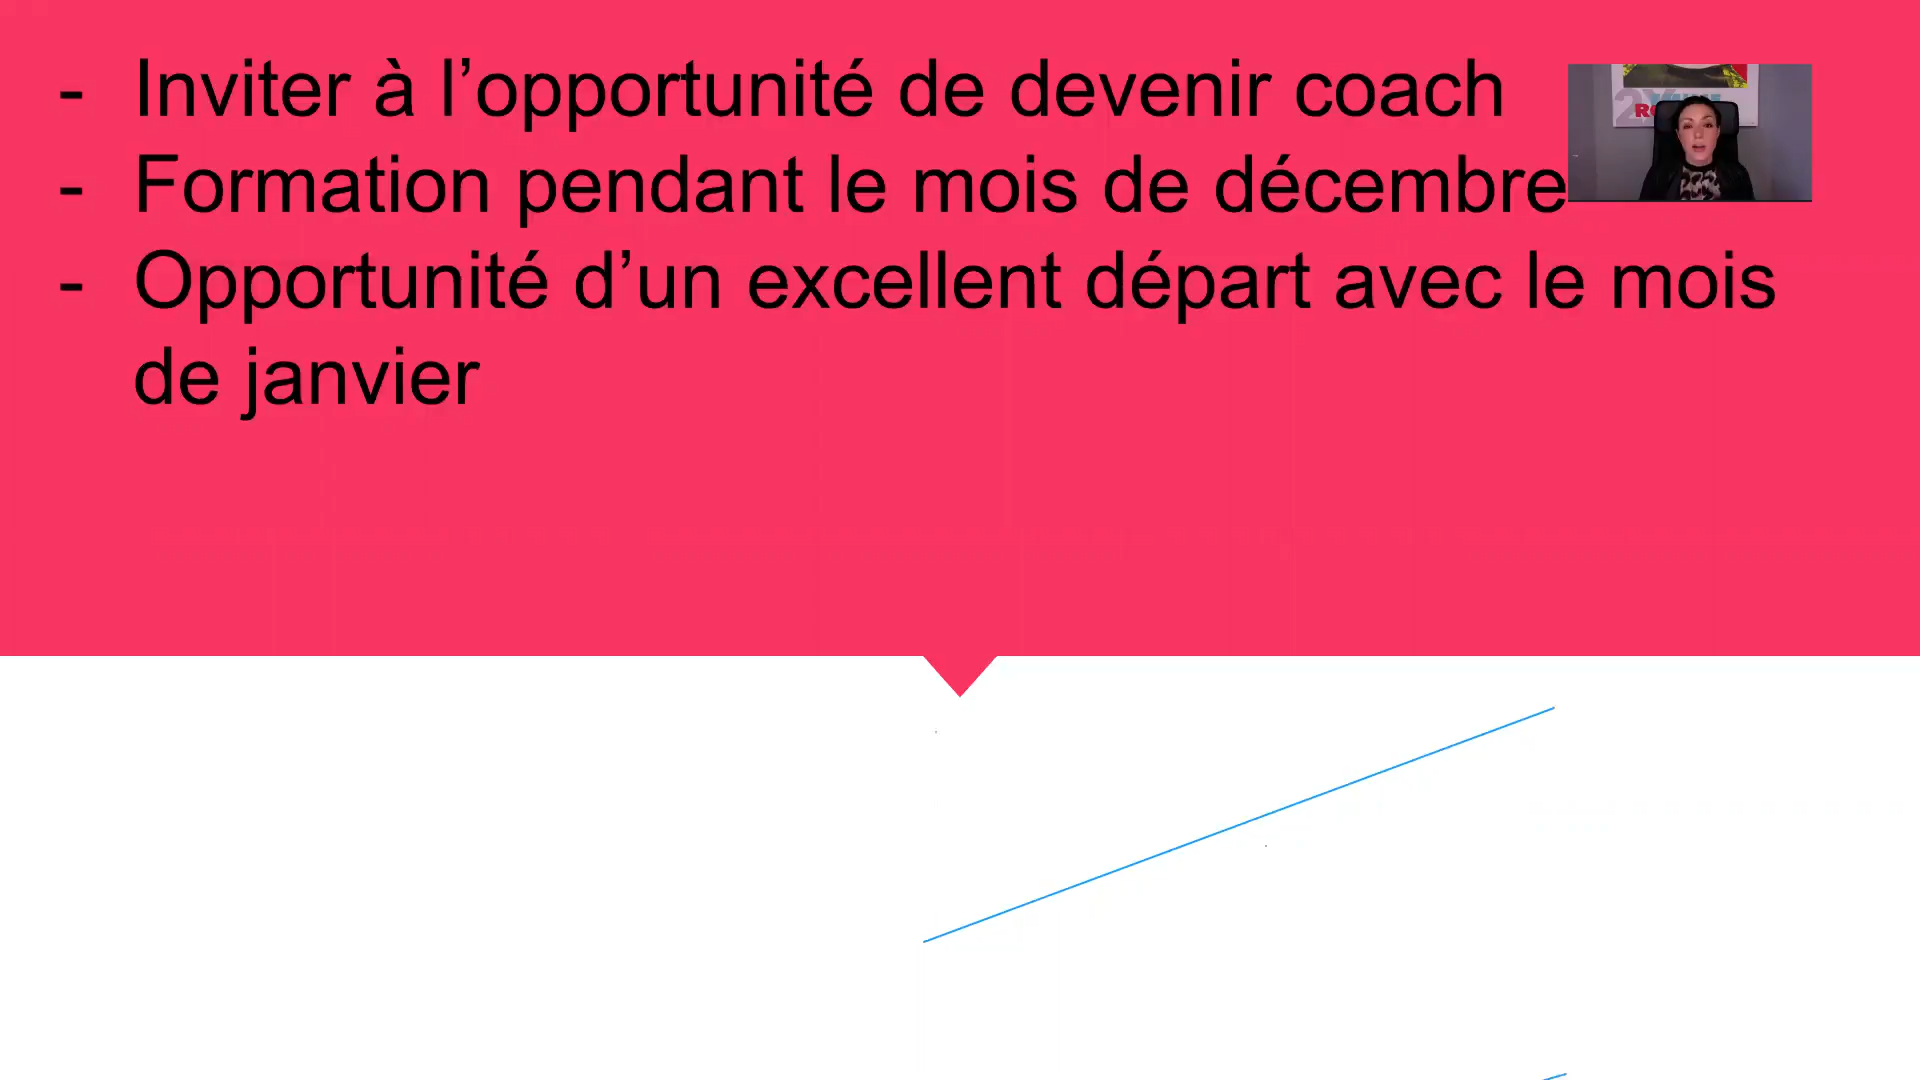 - Inviter à l’opportunité de devenir coach
- Formation pendant le mois de décembre
- Opportunité d’un excellent départ avec le mois
de janvier